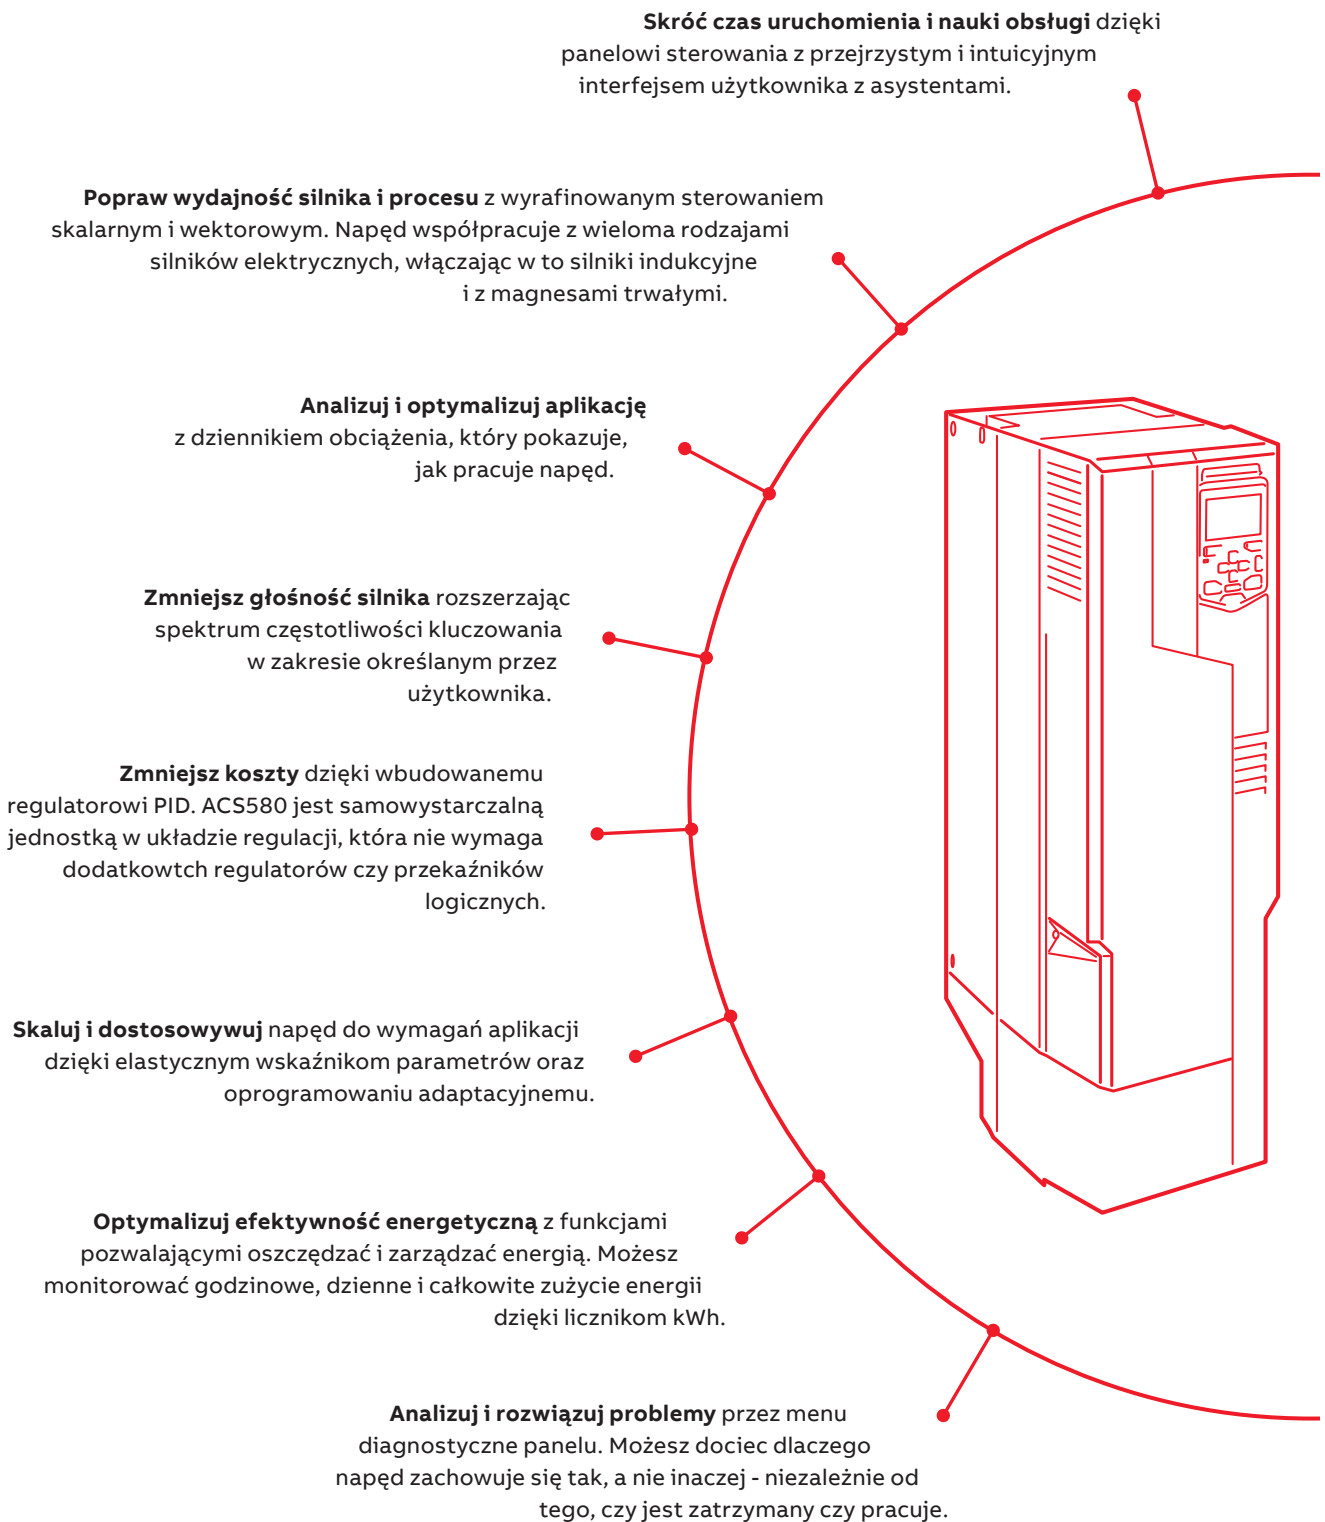 Skróć czas uruchomienia i nauki obsługi dzięki
panelowi sterowania z przejrzystym i intuicyjnym
interfejsem użytkownika z asystentami.
Popraw wydajność silnika i procesu z wyrafinowanym sterowaniem
skalarnym i wektorowym. Napęd współpracuje z wieloma rodzajami
silników elektrycznych, włączając w to silniki indukcyjne
i z magnesami trwałymi.
Analizuj i optymalizuj aplikację
z dziennikiem obciążenia, który pokazuje,
jak pracuje napęd.
Zmniejsz głośność silnika rozszerzając
spektrum częstotliwości kluczowania
w zakresie określanym przez
użytkownika.
Zmniejsz koszty dzięki wbudowanemu
regulatorowi PID. ACS580 jest samowystarczalną
jednostką w układzie regulacji, która nie wymaga
dodatkowtch regulatorów czy przekaźników
logicznych.
Skaluj i dostosowywuj napęd do wymagań aplikacji
dzięki elastycznym wskaźnikom parametrów oraz
oprogramowaniu adaptacyjnemu.
Optymalizuj efektywność energetyczną z funkcjami
pozwalającymi oszczędzać i zarządzać energią. Możesz
monitorować godzinowe, dzienne i całkowite zużycie energii
dzięki licznikom kWh.
Analizuj i rozwiązuj problemy przez menu
diagnostyczne panelu. Możesz dociec dlaczego
napęd zachowuje się tak, a nie inaczej - niezależnie od
tego, czy jest zatrzymany czy pracuje.